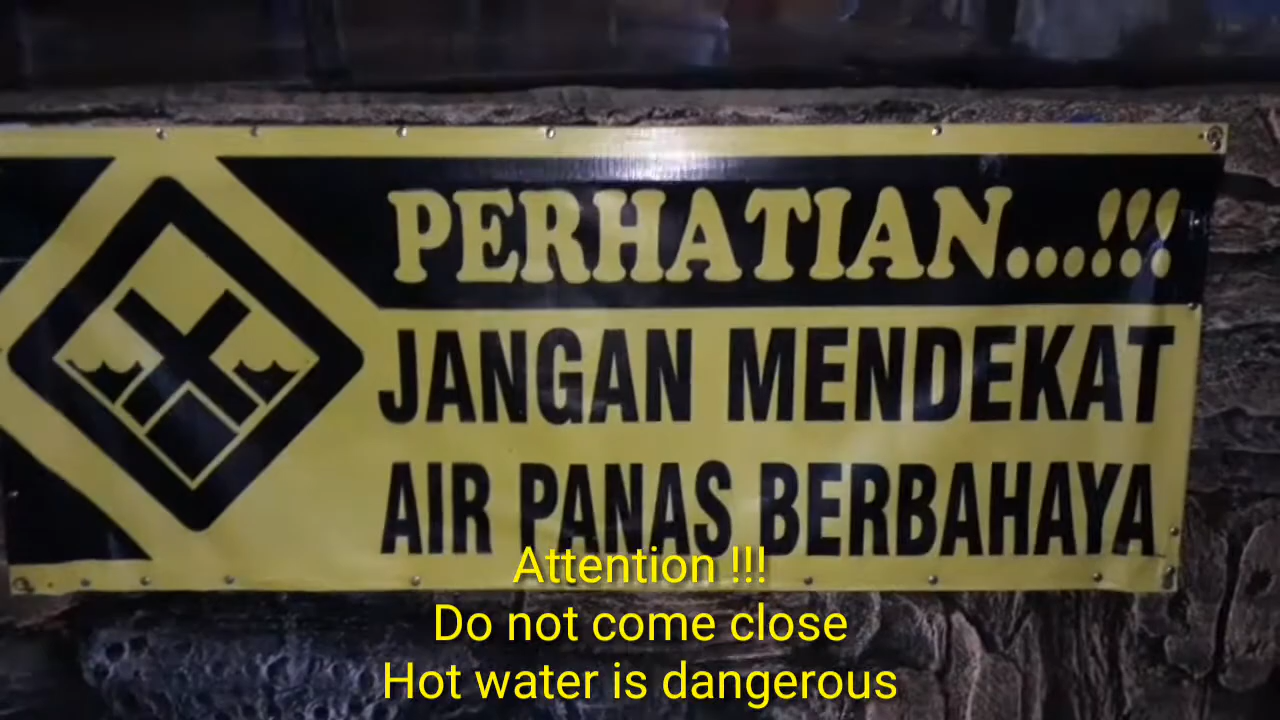 PERHATIAN....!!!
JANGAN MENDEKAT
AIR PANAS BERBAHAYA
Attention !!!
Do not come close
Hot water is dangerous